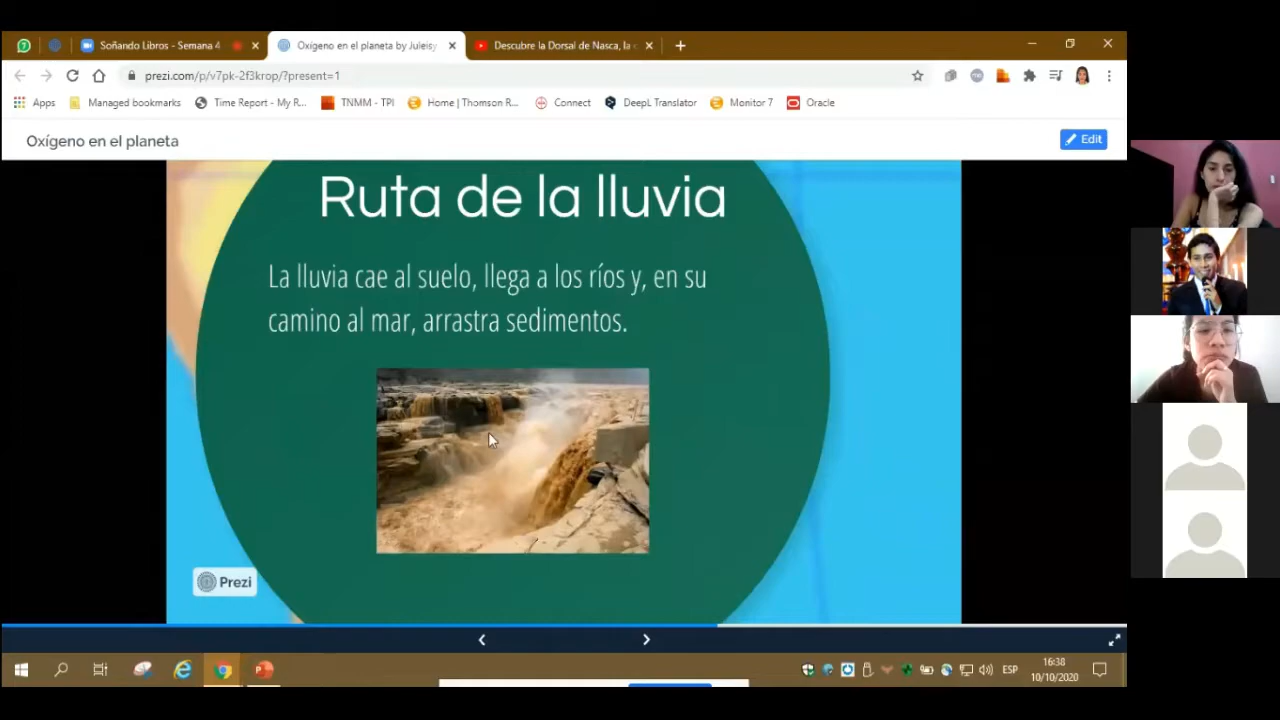 Soñando Libros - Semana 4
Oxígeno en el planeta by Juleisy
Descubre la Dorsal de Nasca, la
prezi.com/p/v7pk-2f3krop/?present=1
Apps
Managed bookmarks
Time Report - My R...
TNMM - TPI
Home | Thomson R...
Connect
DeepL Translator
Monitor 7
Oracle
Oxígeno en el planeta
Edit
Ruta de la lluvia
La lluvia cae al suelo, llega a los ríos y, en su
camino al mar, arrastra sedimentos.
Prezi
ESP
16:38
10/10/2020